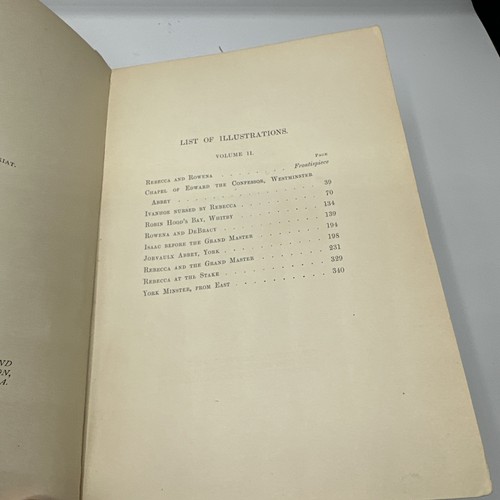 LIST OF ILLUSTRATIONS.
VOLUME II.
PAGE
REBECCA AND ROWENA Frontispiece
CHAPEL OF EDWARD THE CONFESSOR, WESTMINSTER
ABBEY 39
IVANHOE NURSED BY REBECCA 70
ROBIN HOOD'S BAY, WHITBY 134
ROWENA AND DEBRACY 139
ISAAC BEFORE THE GRAND MASTER 194
JORVAULX ABBEY, YORK 198
REBECCA AND THE GRAND MASTER 231
REBECCA AT THE STAKE 329
YORK MINSTER, FROM EAST 340